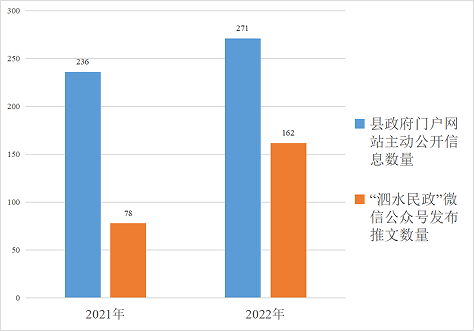 300
250
200
150
100
50
0
236
78
271
162
2021年
2022年
县政府门户网
站主动公开信
息数量
“泗水民政”微
信公众号发布
推文数量